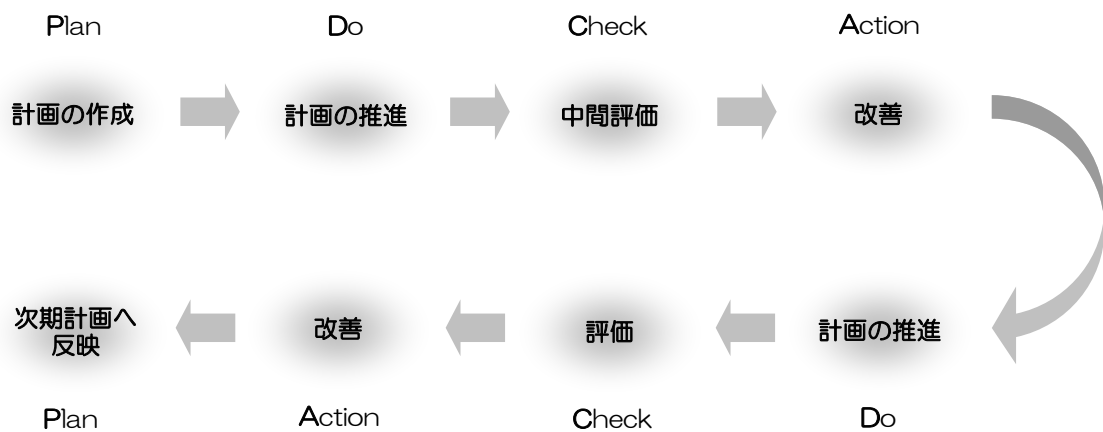 Plan
Do
Check
Action
計画の作成
計画の推進
中間評価
改善
次期計画へ
反映
改善
評価
計画の推進
Plan
Action
Check
Do